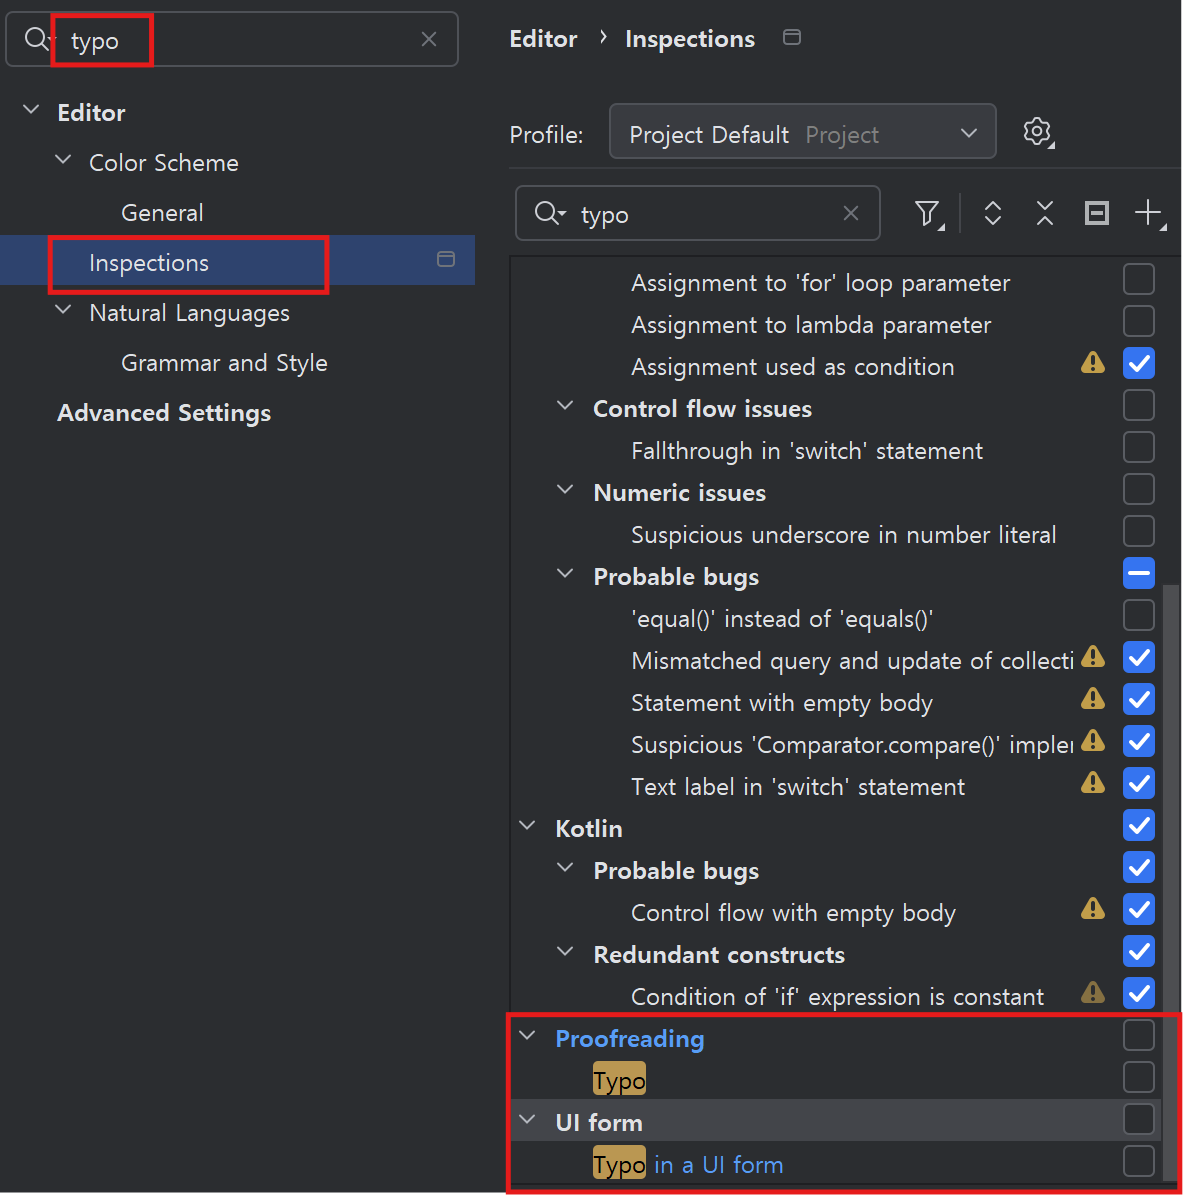 typo
Editor
Color Scheme
General
Inspections
Natural Languages
Grammar and Style
Advanced Settings
Editor › Inspections
Profile: Project Default Project
typo
Assignment to 'for' loop parameter
Assignment to lambda parameter
Assignment used as condition
Control flow issues
Fallthrough in 'switch' statement
Numeric issues
Suspicious underscore in number literal
Probable bugs
'equal()' instead of 'equals()'
Mismatched query and update of collecti
Statement with empty body
Suspicious 'Comparator.compare()' impler
Text label in 'switch' statement
Kotlin
Probable bugs
Control flow with empty body
Redundant constructs
Condition of 'if' expression is constant
Proofreading
Typo
UI form
Typo in a UI form